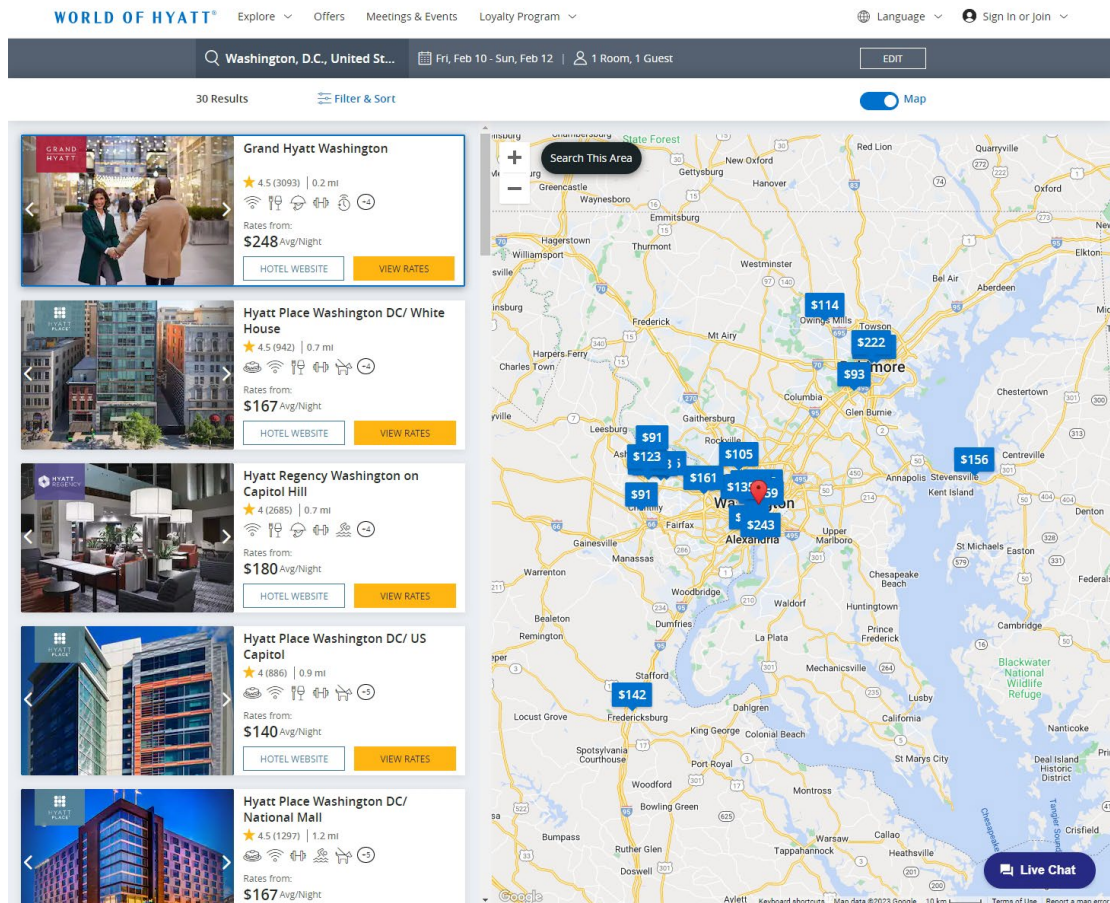 WORLD OF HYATT®
Explore
Offers
Meetings & Events
Loyalty Program
Language
Sign In or Join
Washington, D.C., United St...
Fri, Feb 10 - Sun, Feb 12 | 1 Room, 1 Guest
EDIT
30 Results
Filter & Sort
Map
GRAND HYATT
Grand Hyatt Washington
4.5 (3093) | 0.2 mi
+4
Rates from:
$248 Avg/Night
HOTEL WEBSITE
VIEW RATES
HYATT PLACE
Hyatt Place Washington DC/ White
House
4.5 (942) | 0.7 mi
+4
Rates from:
$167 Avg/Night
HOTEL WEBSITE
VIEW RATES
HYATT REGENCY
Hyatt Regency Washington on
Capitol Hill
4 (2685) | 0.7 mi
+4
Rates from:
$180 Avg/Night
HOTEL WEBSITE
VIEW RATES
HYATT PLACE
Hyatt Place Washington DC/ US
Capitol
4 (886) | 0.9 mi
+5
Rates from:
$140 Avg/Night
HOTEL WEBSITE
VIEW RATES
HYATT PLACE
Hyatt Place Washington DC/
National Mall
4.5 (1297) | 1.2 mi
+5
Rates from:
$167 Avg/Night
Search This Area
State Forest
Red Lion
Quarryville
New Oxford
Gettysburg
Greencastle
Hanover
Oxford
Waynesboro
Emmitsburg
Hagerstown
Thurmont
Williamsport
Westminster
Elkton
Bel Air
Aberdeen
$114
Frederick
Owings Mills
Towson
Mt Airy
$222
Harpers Ferry
Charles Town
$93
more
Columbia
Chestertown
Gaithersburg
Glen Burnie
Leesburg
$91
Rockville
$123
$105
$156
Centreville
$161
$135
Annapolis
Stevensville
$91
Kent Island
Chantilly
Denton
Fairfax
$243
Alexandria
Upper
Marlboro
Gainesville
Manassas
St Michaels
Easton
Warrenton
Chesapeake
Beach
Federals
Woodbridge
Waldorf
Huntingtown
Bealeton
Dumfries
Cambridge
Remington
La Plata
Prince
Frederick
Mechanicsville
Blackwater
National
Wildlife
Refuge
Stafford
$142
Lusby
Locust Grove
Fredericksburg
Dahlgren
California
King George
Colonial Beach
Nanticoke
Spotsylvania
Courthouse
Port Royal
St Marys City
Deal Island
Historic
District
Woodford
Montross
Bowling Green
Tangier Sound
Crisfield
Bumpass
Callao
Ruther Glen
Warsaw
Tappahannock
Heathsville
Doswell
Live Chat
Google
Aylett
Keyboard shortcuts
Map data ©2023 Google
10 km
Terms of Use
Report a map error